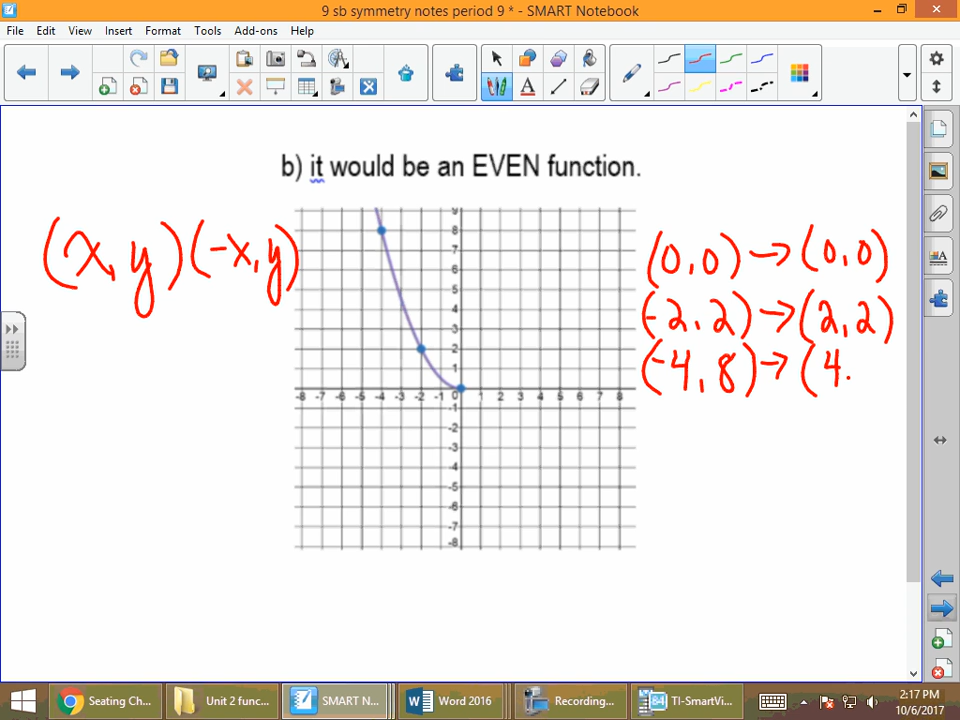 9 sb symmetry notes period 9 * - SMART Notebook
File Edit View Insert Format Tools Add-ons Help
b) it would be an EVEN function.
(x, y) (-x, y)
(0,0) → (0,0)
(-2, 2) → (2, 2)
(-4, 8) → (4.
9
8
7
6
5
4
3
2
1
-8 -7 -6 -5 -4 -3 -2 -1 0 1 2 3 4 5 6 7 8
-1
-2
-3
-4
-5
-6
-7
-8
Seating Ch... Unit 2 func... SMART N... Word 2016 Recording... TI-SmartVi...
2:17 PM
10/6/2017